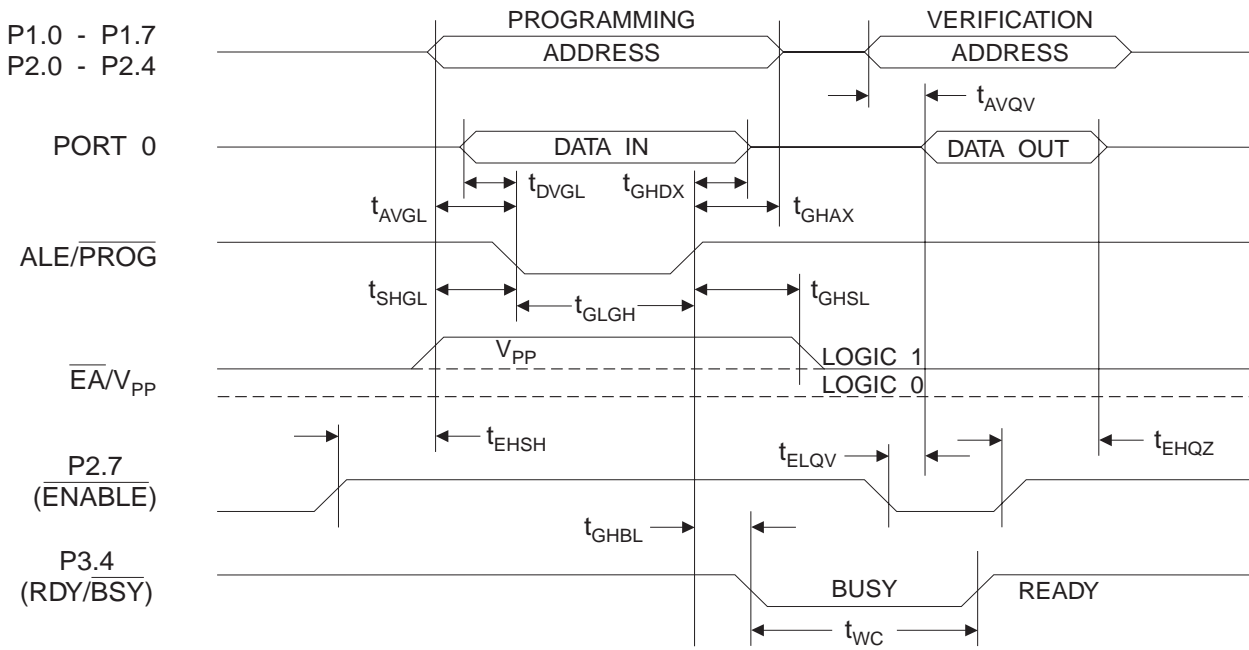 PROGRAMMING VERIFICATION
P1.0 - P1.7
P2.0 - P2.4
ADDRESS ADDRESS
tAVQV
PORT 0 DATA IN DATA OUT
tDVGL tGHDX
tAVGL tGHAX
ALE/PROG
tSHGL tGLGH tGHSL
VPP LOGIC 1
EA/VPP LOGIC 0
tEHSH tELQV tEHQZ
P2.7
(ENABLE)
tGHBL
P3.4
(RDY/BSY) BUSY READY
tWC